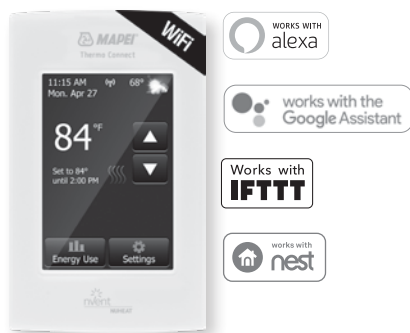 MAPEI
Thermo Connect
WiFi
11:15 AM 68°
Mon. Apr 27
84°F
Set to 84°
until 2:00 PM
Energy Use
Settings
nvent
NUHEAT
WORKS WITH
alexa
works with the
Google Assistant
Works with
IFTTT
works with
nest